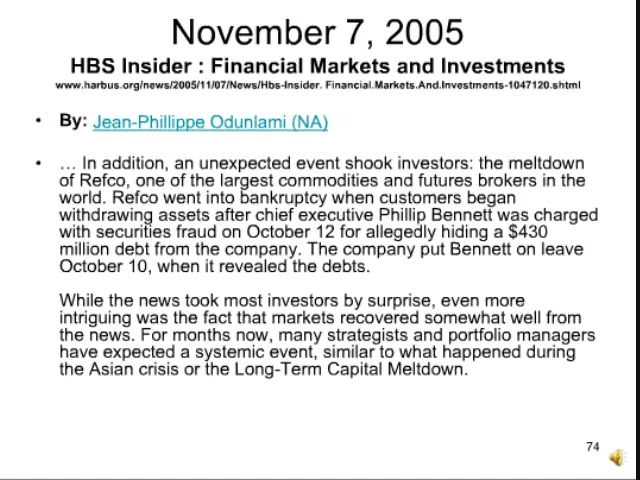 November 7, 2005
HBS Insider : Financial Markets and Investments
www.harbus.org/news/2005/11/07/News/Hbs-Insider. Financial.Markets.And.Investments-1047120.shtml
• By: Jean-Phillippe Odunlami (NA)
• … In addition, an unexpected event shook investors: the meltdown
of Refco, one of the largest commodities and futures brokers in the
world. Refco went into bankruptcy when customers began
withdrawing assets after chief executive Phillip Bennett was charged
with securities fraud on October 12 for allegedly hiding a $430
million debt from the company. The company put Bennett on leave
October 10, when it revealed the debts.
While the news took most investors by surprise, even more
intriguing was the fact that markets recovered somewhat well from
the news. For months now, many strategists and portfolio managers
have expected a systemic event, similar to what happened during
the Asian crisis or the Long-Term Capital Meltdown.
74